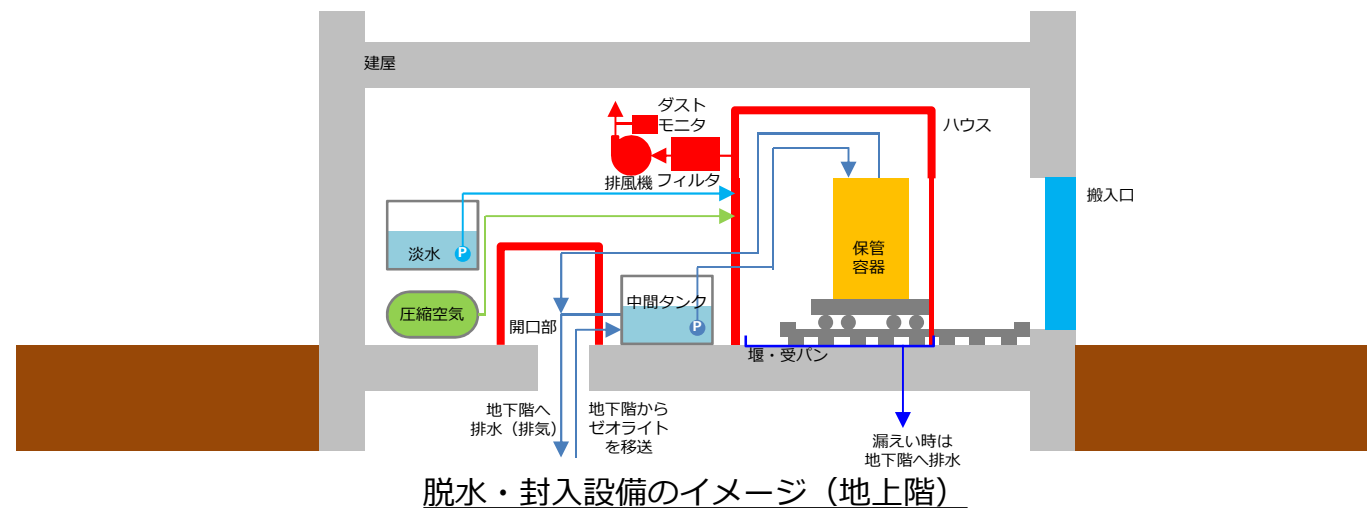 建屋
ダスト
モニタ
ハウス
排風機
フィルタ
搬入口
淡水
P
保管
容器
圧縮空気
中間タンク
P
開口部
堰・受パン
地下階へ
排水（排気）
地下階から
ゼオライト
を移送
漏えい時は
地下階へ排水
脱水・封入設備のイメージ（地上階）